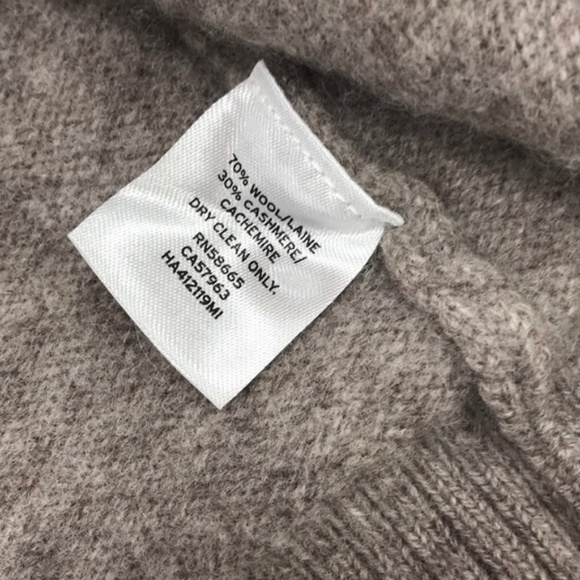 70% WOOL/LAINE
30% CASHMERE/
CACHEMIRE
DRY CLEAN ONLY.
RN58665
CA57963
HA412119MI